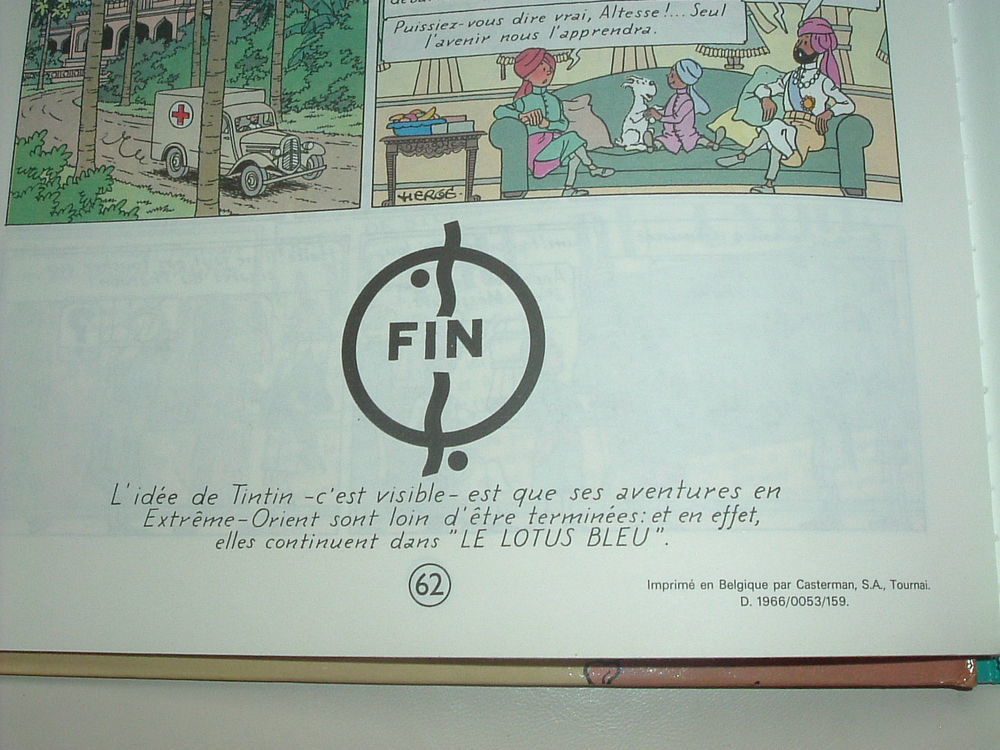 Puissiez-vous dire vrai, Altesse!... Seul
l'avenir nous l'apprendra.
HERGÉ
FIN
L'idée de Tintin -c'est visible- est que ses aventures en
Extrême-Orient sont loin d'être terminées: et en effet,
elles continuent dans "LE LOTUS BLEU".
62
Imprimé en Belgique par Casterman, S.A., Tournai.
D. 1966/0053/159.